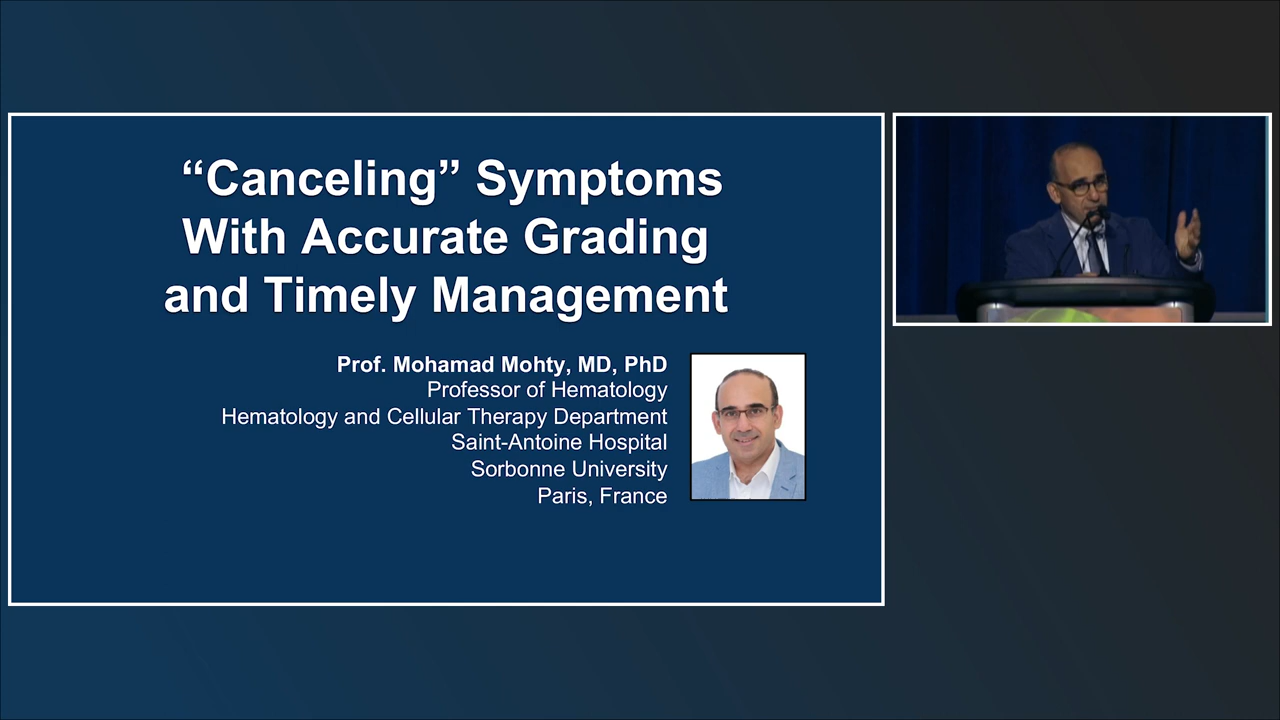 “Canceling” Symptoms
With Accurate Grading
and Timely Management
Prof. Mohamad Mohty, MD, PhD
Professor of Hematology
Hematology and Cellular Therapy Department
Saint-Antoine Hospital
Sorbonne University
Paris, France